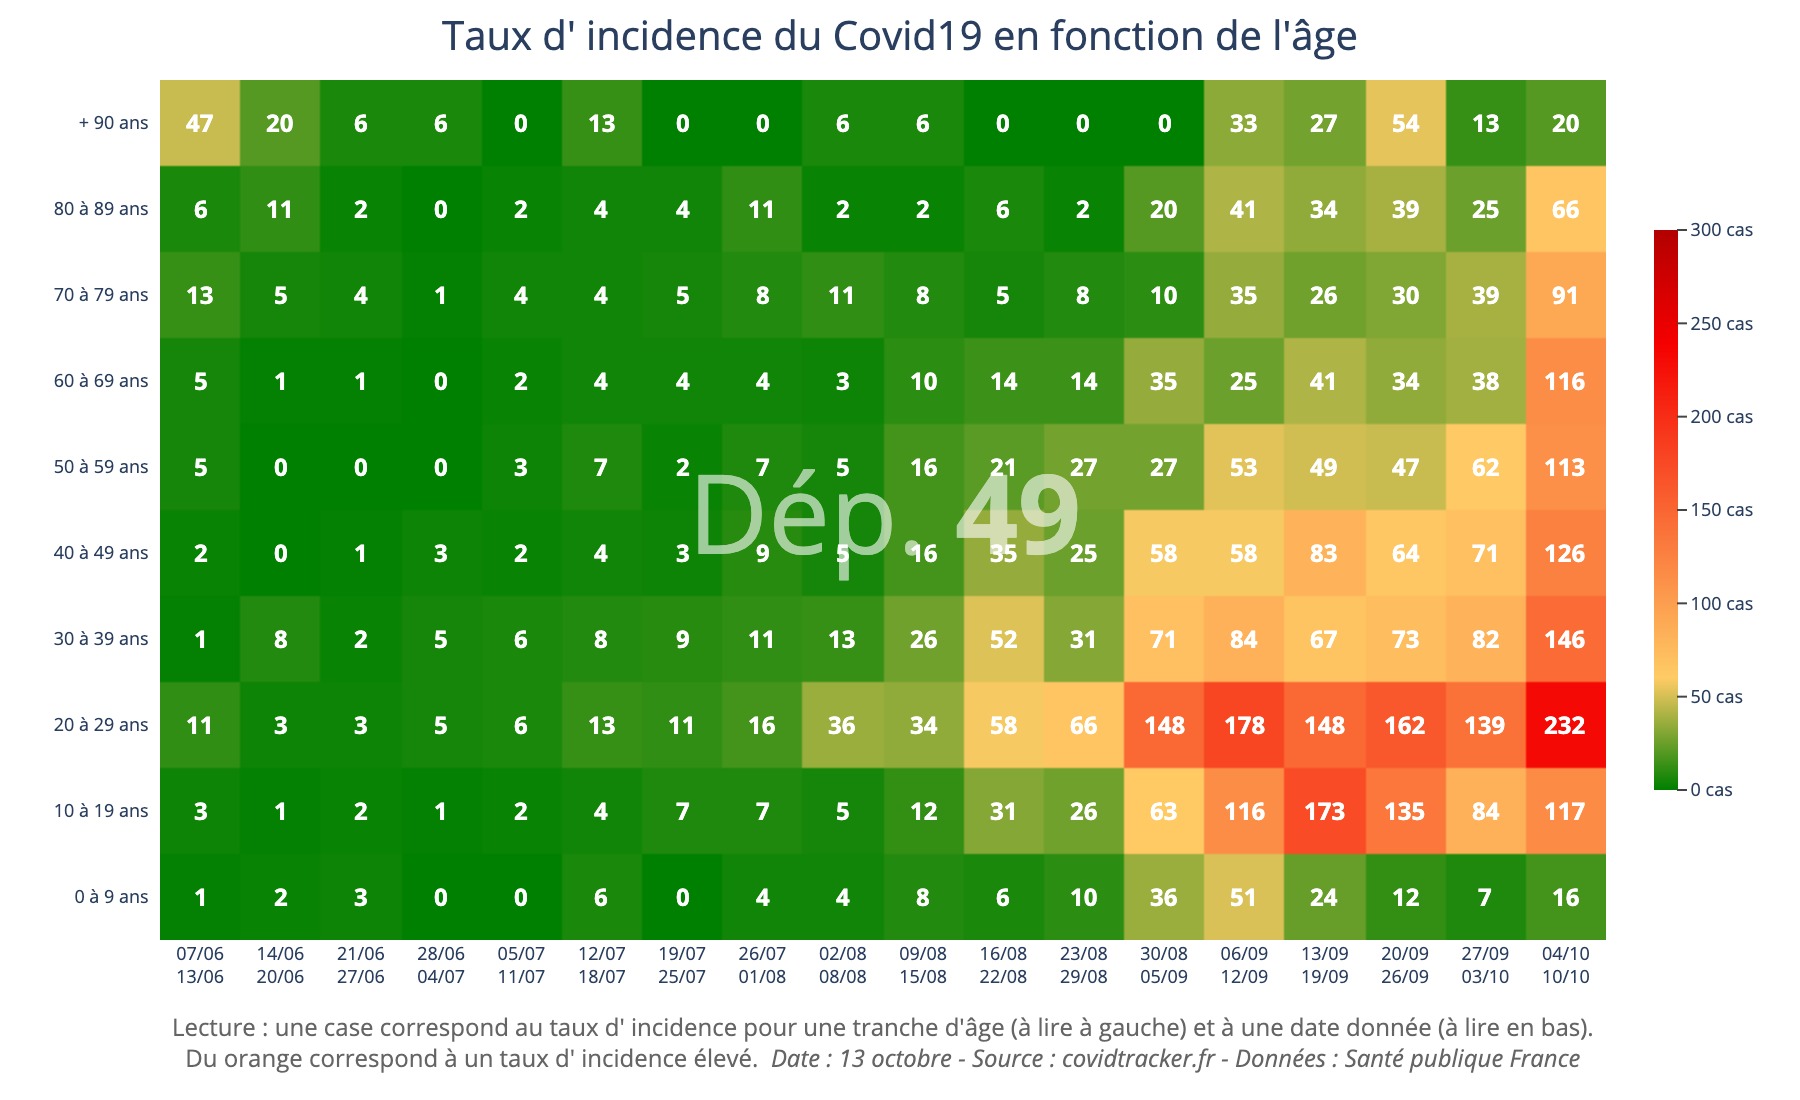 Taux d' incidence du Covid19 en fonction de l'âge
+ 90 ans 47 20 6 6 0 13 0 0 6 6 0 0 0 33 27 54 13 20
80 à 89 ans 6 11 2 0 2 4 4 11 2 2 6 2 20 41 34 39 25 66
70 à 79 ans 13 5 4 1 4 4 5 8 11 8 5 8 10 35 26 30 39 91
60 à 69 ans 5 1 1 0 2 4 4 4 3 10 14 14 35 25 41 34 38 116
50 à 59 ans 5 0 0 0 3 7 2 7 5 16 21 27 27 53 49 47 62 113
Dép. 49
40 à 49 ans 2 0 1 3 2 4 3 9 5 16 35 25 58 58 83 64 71 126
30 à 39 ans 1 8 2 5 6 8 9 11 13 26 52 31 71 84 67 73 82 146
20 à 29 ans 11 3 3 5 6 13 11 16 36 34 58 66 148 178 148 162 139 232
10 à 19 ans 3 1 2 1 2 4 7 7 5 12 31 26 63 116 173 135 84 117
0 à 9 ans 1 2 3 0 0 6 0 4 4 8 6 10 36 51 24 12 7 16
07/06 14/06 21/06 28/06 05/07 12/07 19/07 26/07 02/08 09/08 16/08 23/08 30/08 06/09 13/09 20/09 27/09 04/10
13/06 20/06 27/06 04/07 11/07 18/07 25/07 01/08 08/08 15/08 22/08 29/08 05/09 12/09 19/09 26/09 03/10 10/10
300 cas
250 cas
200 cas
150 cas
100 cas
50 cas
0 cas
Lecture : une case correspond au taux d' incidence pour une tranche d'âge (à lire à gauche) et à une date donnée (à lire en bas).
Du orange correspond à un taux d' incidence élevé. Date : 13 octobre - Source : covidtracker.fr - Données : Santé publique France